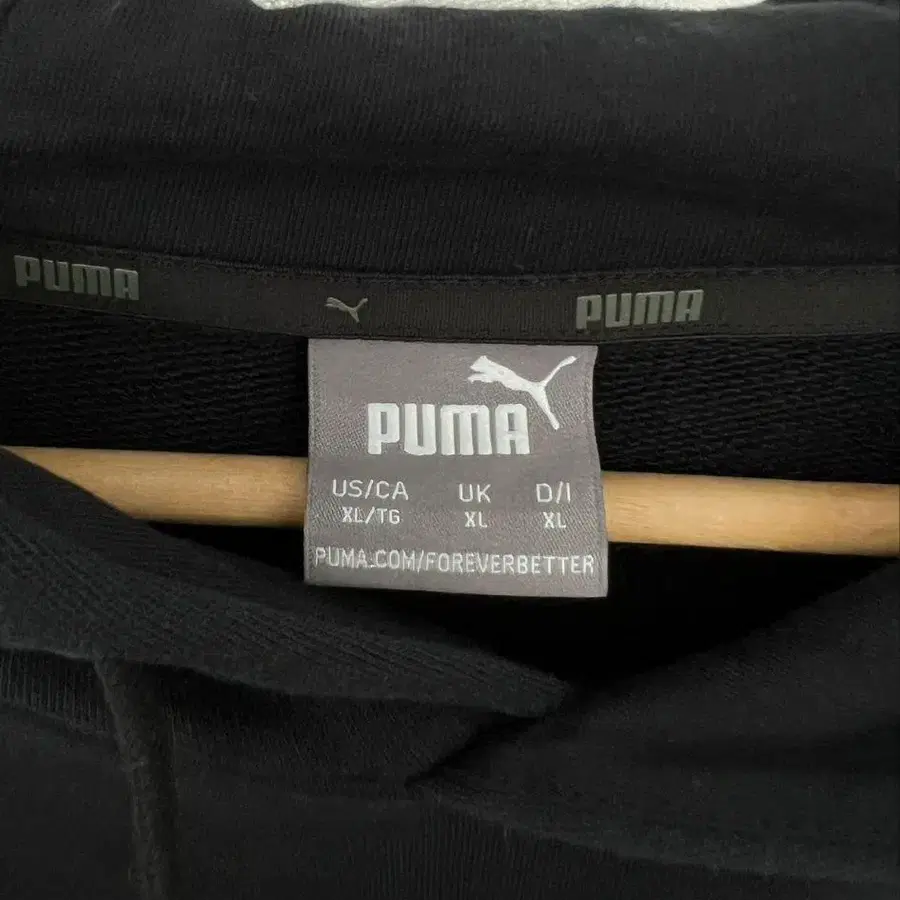 PUMA PUMA
PUMA
US/CA UK D/I
XL/TG XL XL
PUMA.COM/FOREVERBETTER